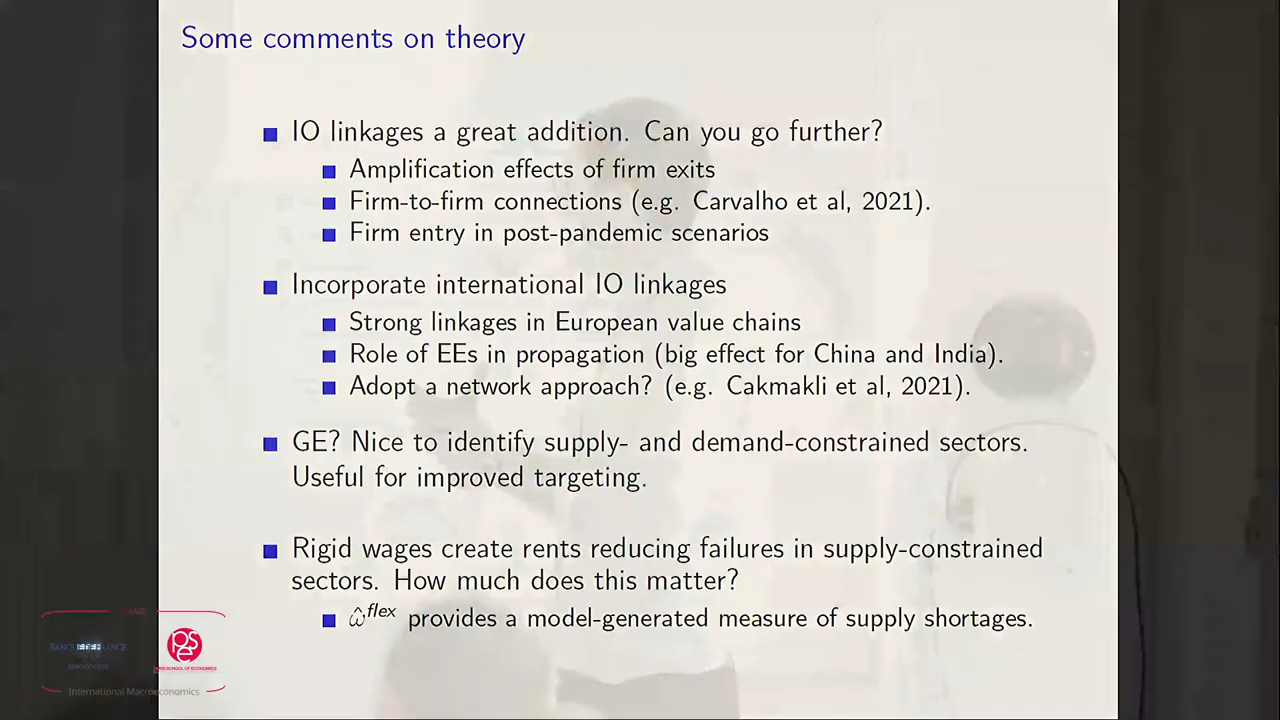 Some comments on theory
IO linkages a great addition. Can you go further?
Amplification effects of firm exits
Firm-to-firm connections (e.g. Carvalho et al, 2021).
Firm entry in post-pandemic scenarios
Incorporate international IO linkages
Strong linkages in European value chains
Role of EEs in propagation (big effect for China and India).
Adopt a network approach? (e.g. Cakmakli et al, 2021).
GE? Nice to identify supply- and demand-constrained sectors.
Useful for improved targeting.
Rigid wages create rents reducing failures in supply-constrained
sectors. How much does this matter?
ω̂^flex provides a model-generated measure of supply shortages.
PSE
PARIS SCHOOL OF ECONOMICS
International Macroeconomics